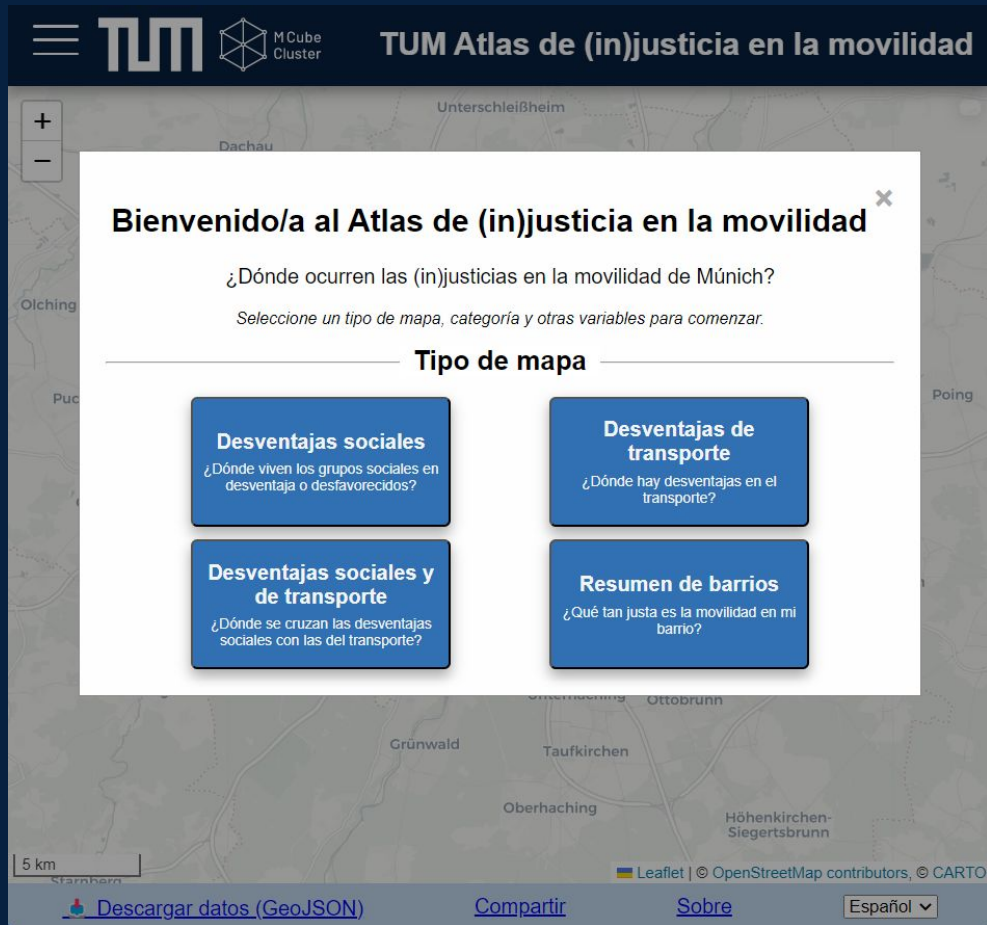 TUM
MCube
Cluster
TUM Atlas de (in)justicia en la movilidad
Unterschleißheim
+
Dachau
−
×
Bienvenido/a al Atlas de (in)justicia en la movilidad
¿Dónde ocurren las (in)justicias en la movilidad de Múnich?
Olching
Seleccione un tipo de mapa, categoría y otras variables para comenzar.
Tipo de mapa
Puc
Poing
Desventajas sociales
¿Dónde viven los grupos sociales en
desventaja o desfavorecidos?
Desventajas de
transporte
¿Dónde hay desventajas en el
transporte?
Desventajas sociales y
de transporte
¿Dónde se cruzan las desventajas
sociales con las del transporte?
Resumen de barrios
¿Qué tan justa es la movilidad en mi
barrio?
Ottobrunn
Grünwald
Taufkirchen
Oberhaching
Höhenkirchen-
Siegertsbrunn
5 km
Starnberg
Leaflet | © OpenStreetMap contributors, © CARTO
Descargar datos (GeoJSON)
Compartir
Sobre
Español